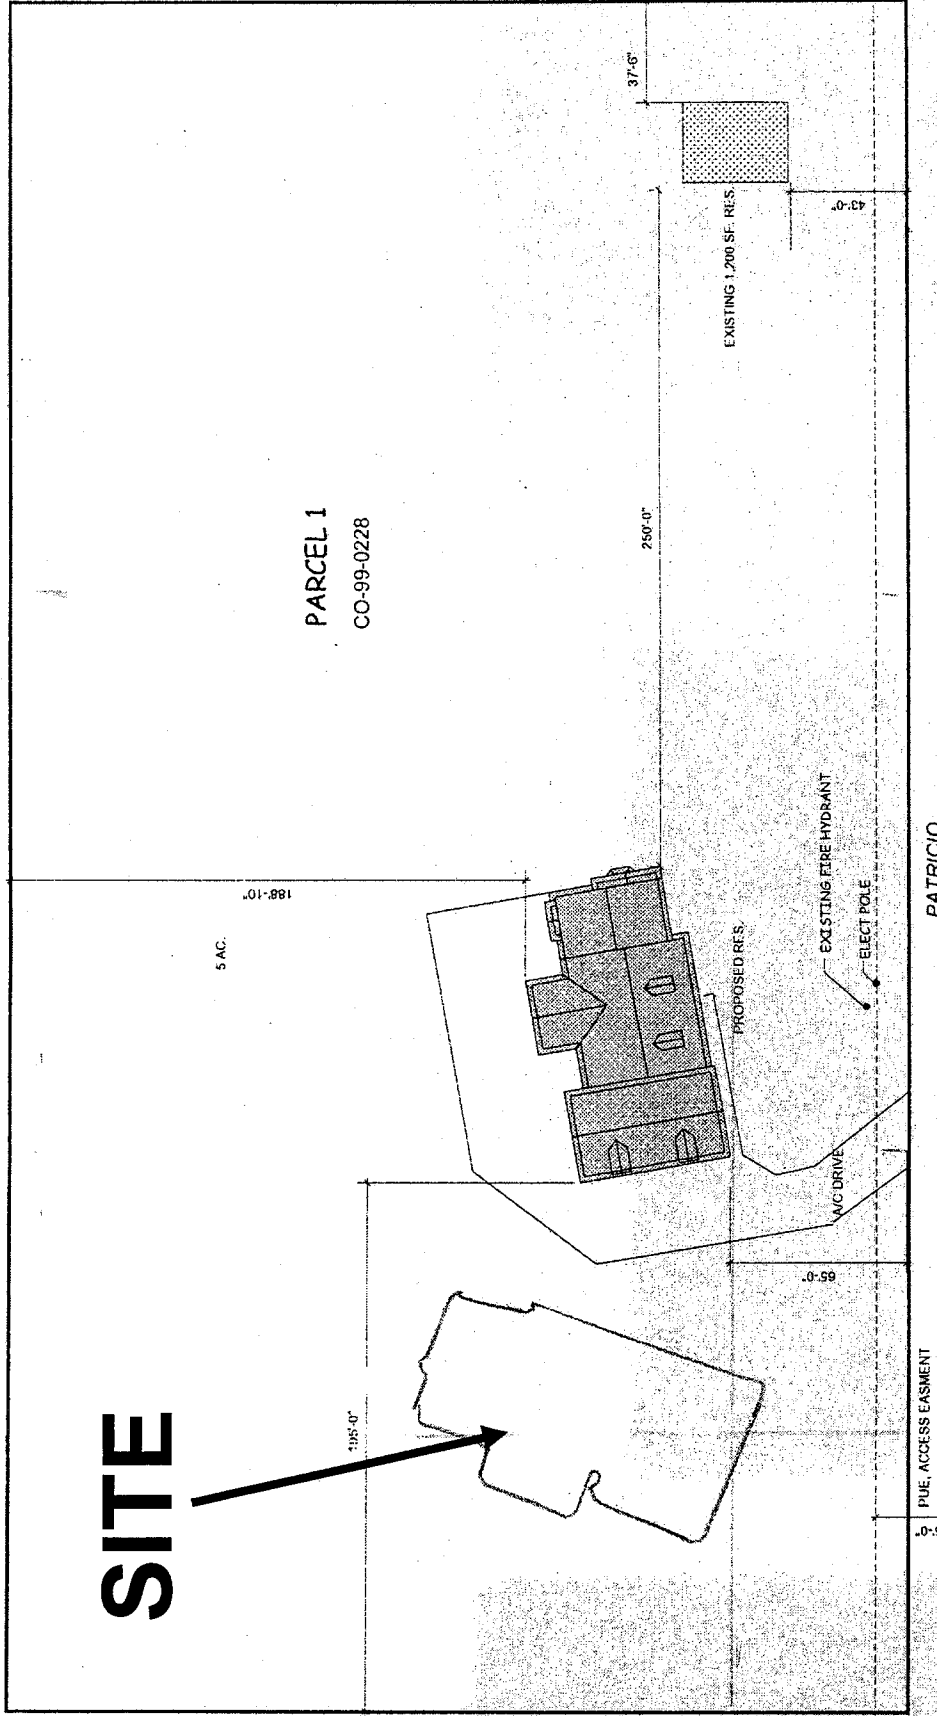 SITE
PARCEL 1
CO-99-0228
5 AC.
188'-10"
37'-6"
43'-0"
EXISTING 1,200 SF. RES.
250'-0"
PROPOSED RES.
EXISTING FIRE HYDRANT
ELECT POLE
A/C DRIVE
65'-0"
PUE, ACCESS EASMENT
PATRICIO